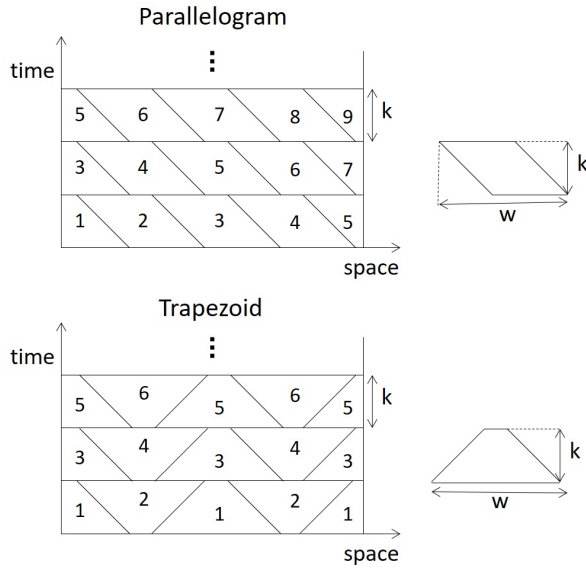 Parallelogram
time
⋮
5 6 7 8 9
k
3 4 5 6 7
1 2 3 4 5
space
k
w
Trapezoid
time
⋮
5 6 5 6 5
k
3 4 3 4 3
1 2 1 2 1
space
k
w